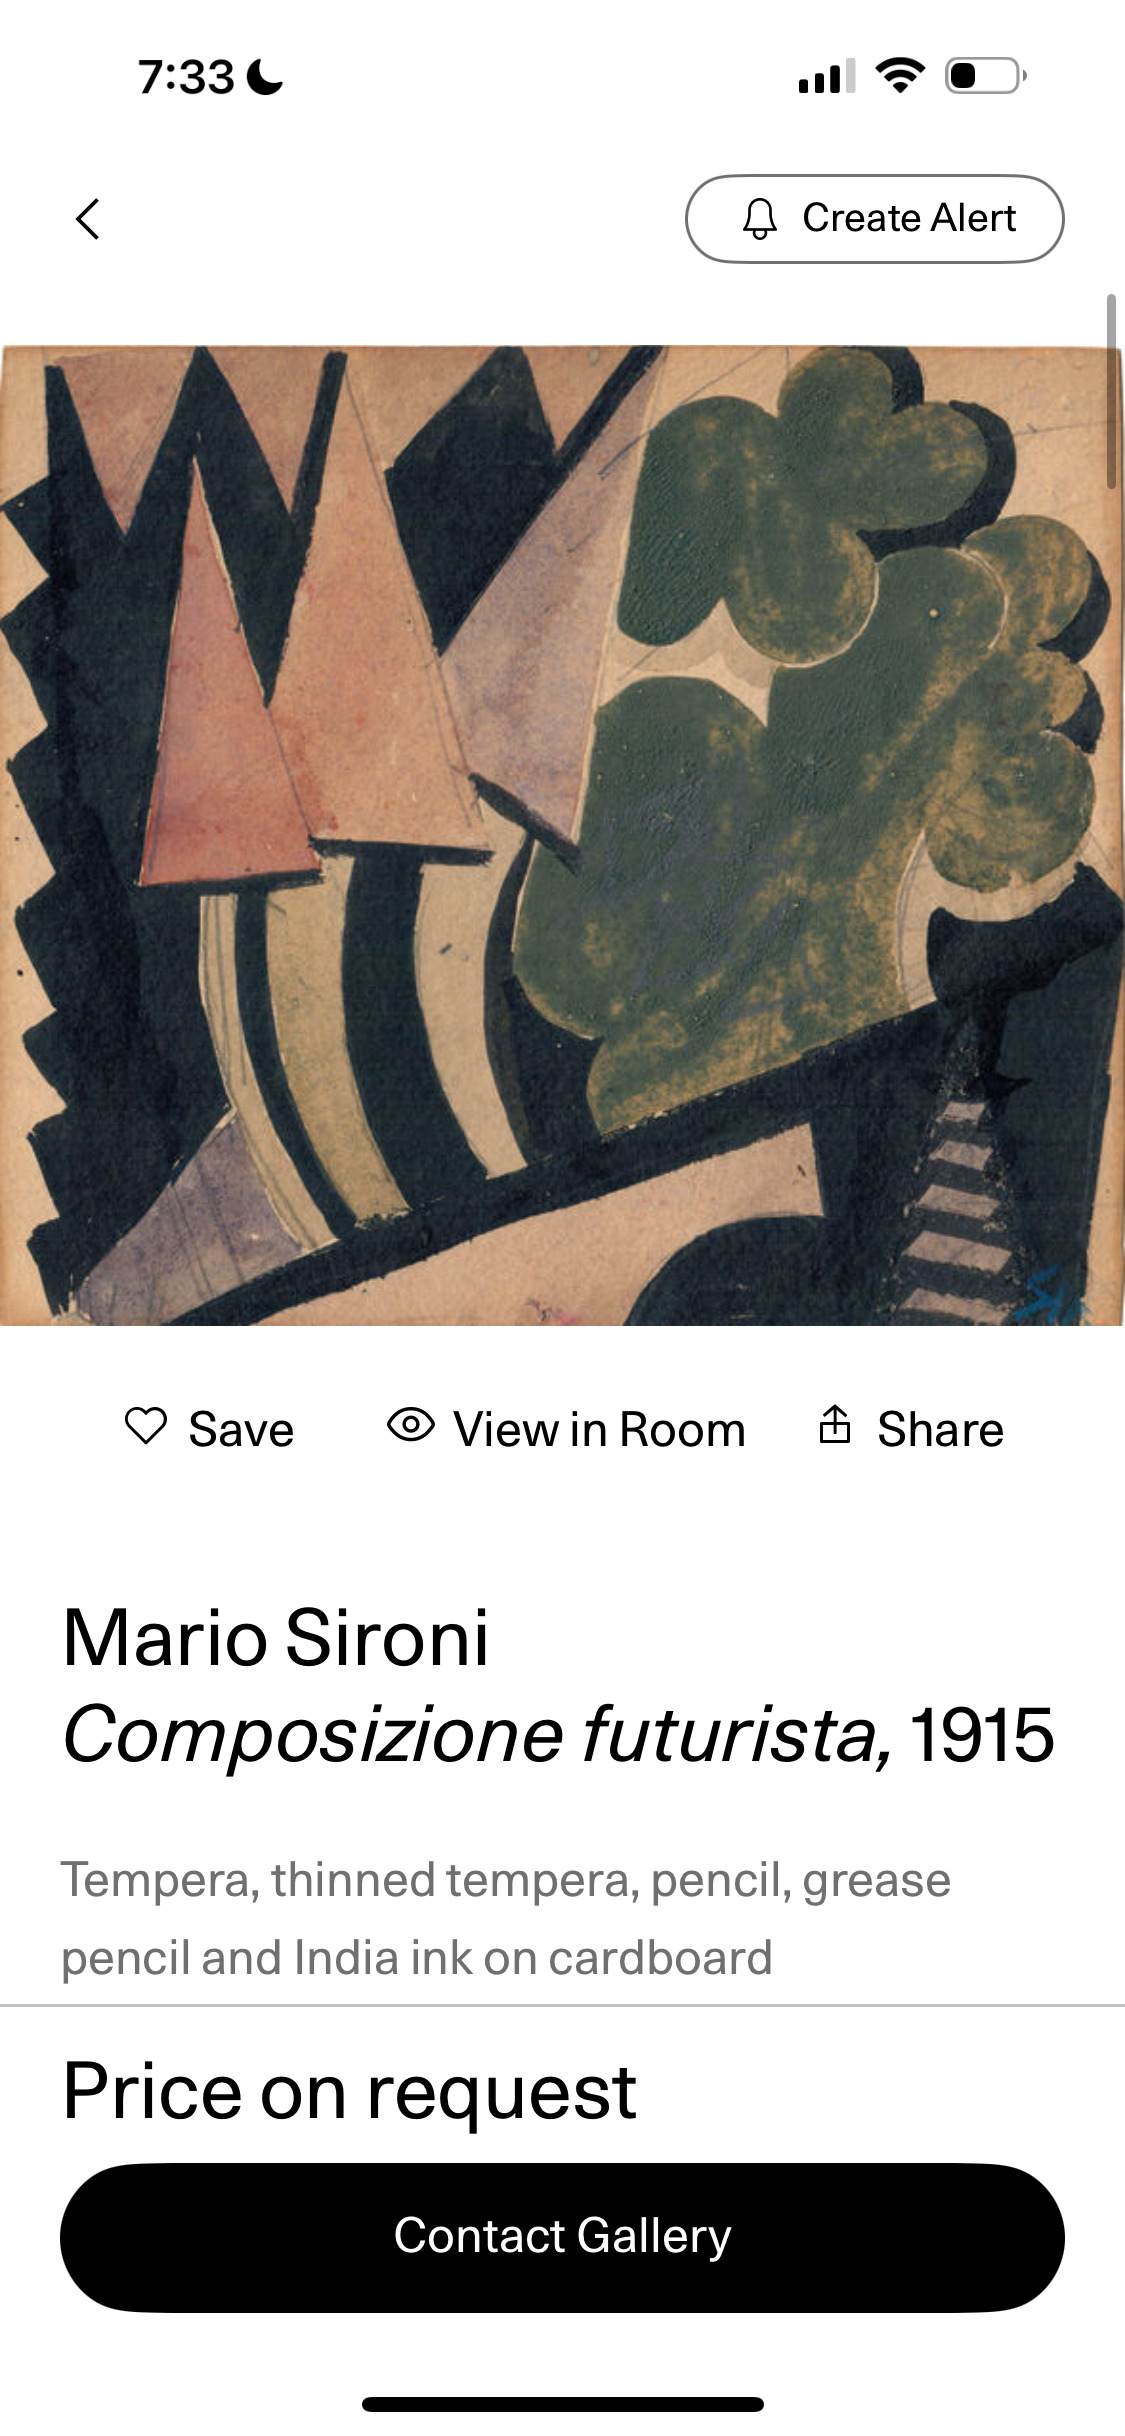 7:33
Create Alert
Save
View in Room
Share
Mario Sironi
Composizione futurista, 1915
Tempera, thinned tempera, pencil, grease
pencil and India ink on cardboard
Price on request
Contact Gallery